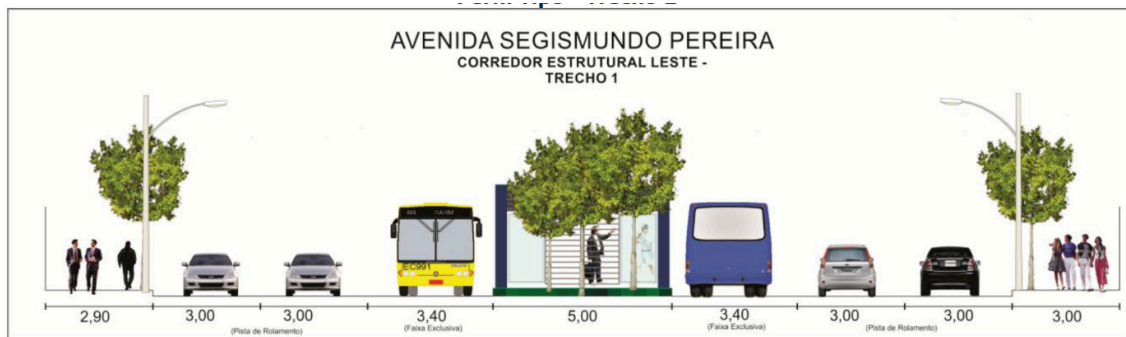 AVENIDA SEGISMUNDO PEREIRA
CORREDOR ESTRUTURAL LESTE -
TRECHO 1
EC991
2,90 3,00 3,00 3,40 5,00 3,40 3,00 3,00 3,00
(Pista de Rolamento) (Faixa Exclusiva) (Faixa Exclusiva) (Pista de Rolamento)